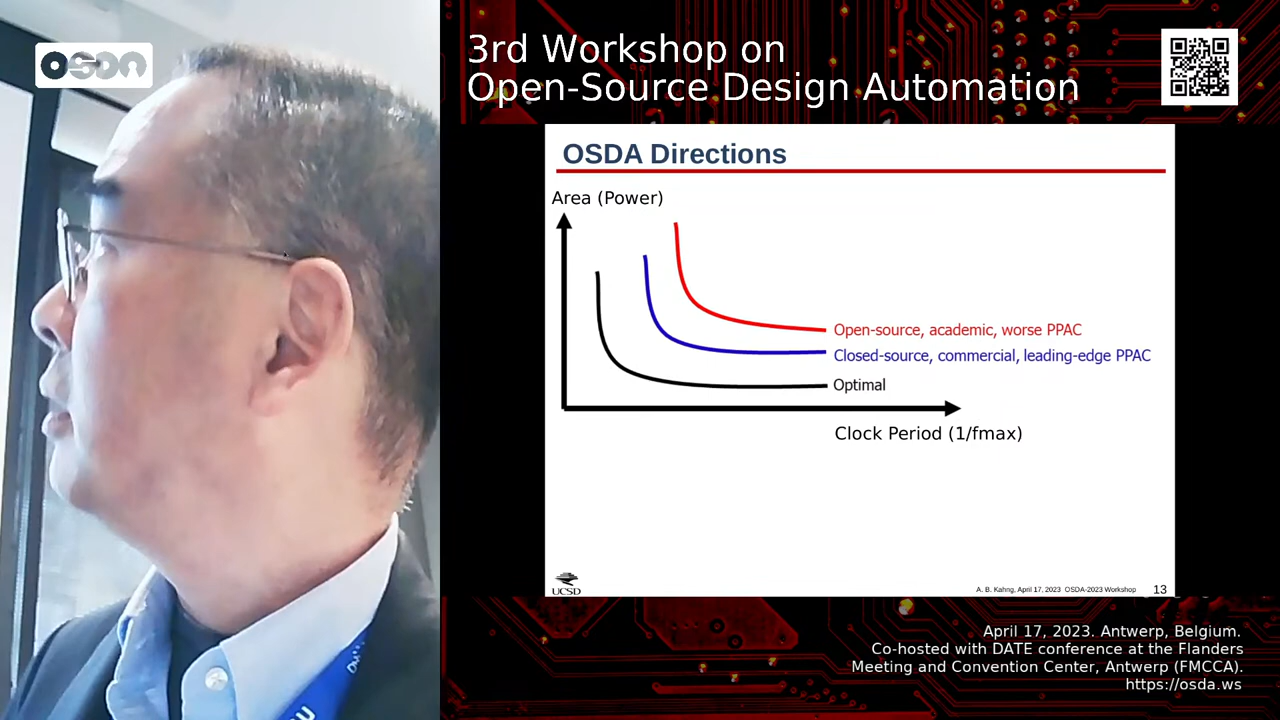 OSDA
3rd Workshop on
Open-Source Design Automation
OSDA Directions
Area (Power)
Open-source, academic, worse PPAC
Closed-source, commercial, leading-edge PPAC
Optimal
Clock Period (1/fmax)
UCSD
A. B. Kahng, April 17, 2023 OSDA-2023 Workshop
13
April 17, 2023. Antwerp, Belgium.
Co-hosted with DATE conference at the Flanders
Meeting and Convention Center, Antwerp (FMCCA).
https://osda.ws